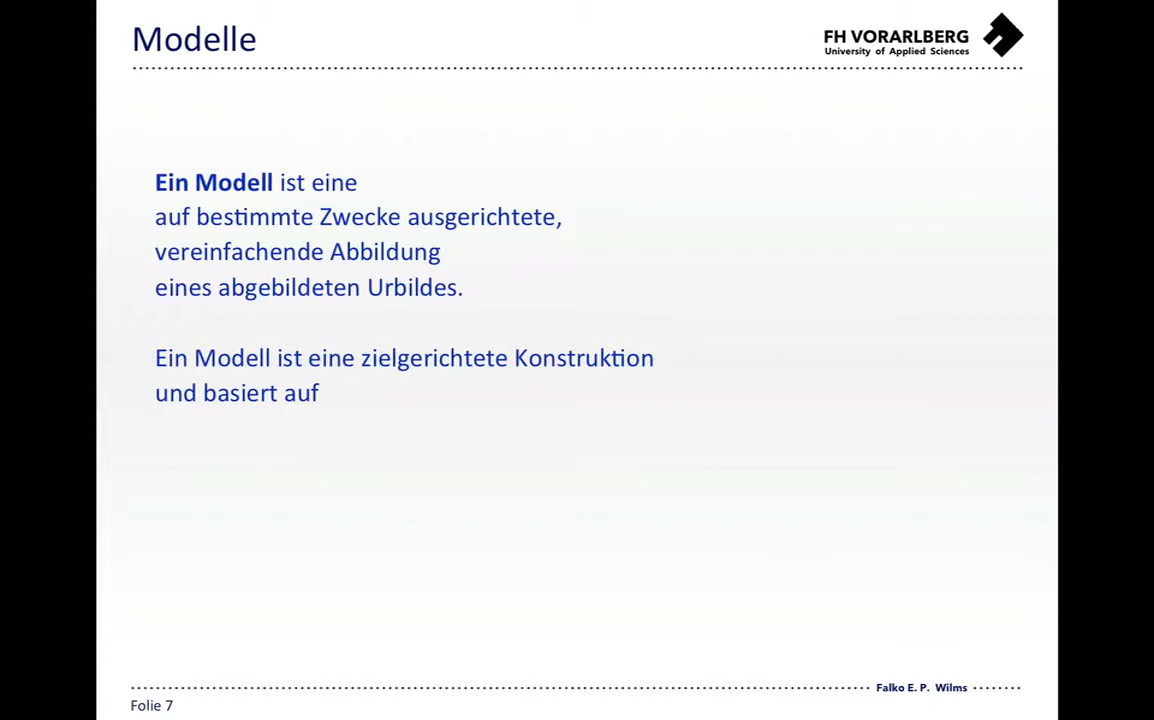 Modelle
FH VORARLBERG
University of Applied Sciences
Ein Modell ist eine
auf bestimmte Zwecke ausgerichtete,
vereinfachende Abbildung
eines abgebildeten Urbildes.
Ein Modell ist eine zielgerichtete Konstruktion
und basiert auf
Falko E. P. Wilms
Folie 7